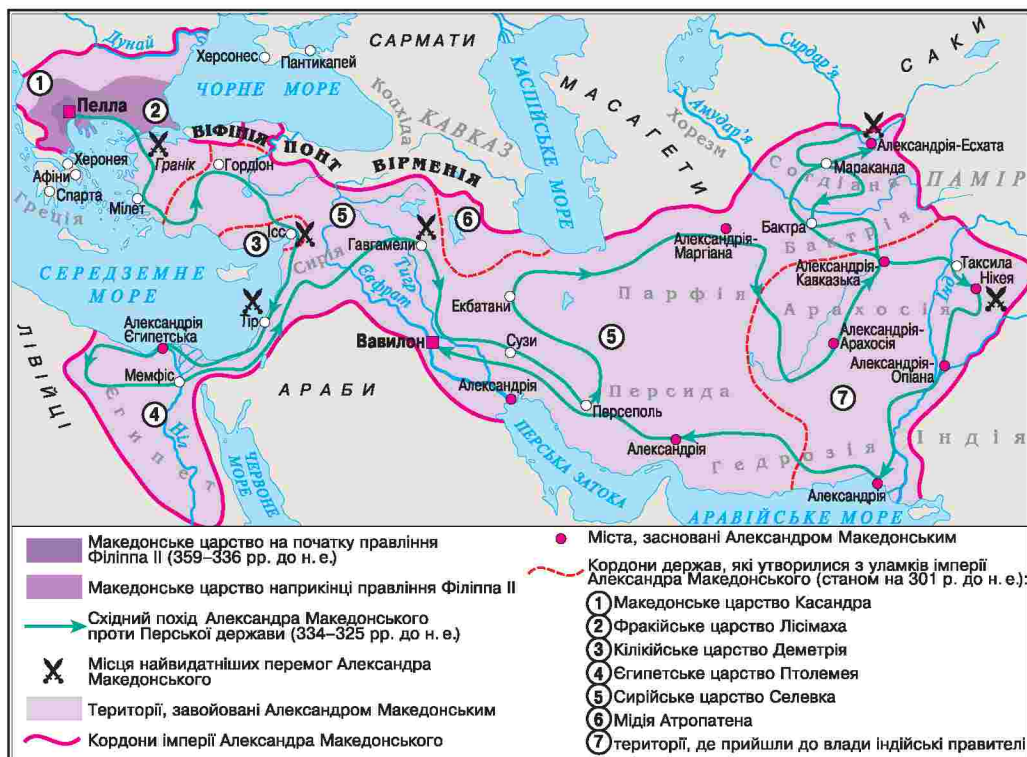 Дунай
Херсонес
Пантикапей
САРМАТИ
Сирдар'я
САКИ
1
ЧОРНЕ МОРЕ
Колхіда
КАВКАЗ
КАСПІЙСЬКЕ МОРЕ
МАСАГЕТИ
Амудар'я
Хорезм
Пелла
2
ВІФІНІЯ
ПОНТ
ВІРМЕНІЯ
Александрія-Есхата
Херонея
Гранік
Гордіон
Мараканда
Согдіана
ПАМІР
Афіни
Спарта
Греція
Мілет
5
6
Бактра
Бактрія
3
Ісс
Гавгамели
Александрія-
Маргіана
Таксила
СЕРЕДЗЕМНЕ
МОРЕ
Сирія
Тигр
Євфрат
Александрія-
Кавказька
Інд
Нікея
Екбатани
Парфія
Арахосія
Тір
ЛІВІЙЦІ
Александрія
Єгипетська
Вавилон
Сузи
5
Александрія-
Арахосія
Мемфіс
АРАБИ
Александрія
Персида
Александрія-
Опіана
4
Єгипет
Ніл
Персеполь
7
ЧЕРВОНЕ
МОРЕ
ПЕРСЬКА ЗАТОКА
Александрія
Гедрозія
Індія
Александрія
АРАВІЙСЬКЕ МОРЕ
Македонське царство на початку правління
Філіппа II (359–336 рр. до н. е.)
Македонське царство наприкінці правління Філіппа II
Східний похід Александра Македонського
проти Перської держави (334–325 рр. до н. е.)
Місця найвидатніших перемог Александра
Македонського
Території, завойовані Александром Македонським
Кордони імперії Александра Македонського
Міста, засновані Александром Македонським
Кордони держав, які утворилися з уламків імперії
Александра Македонського (станом на 301 р. до н. е.):
1 Македонське царство Касандра
2 Фракійське царство Лісімаха
3 Кілікійське царство Деметрія
4 Єгипетське царство Птолемея
5 Сирійське царство Селевка
6 Мідія Атропатена
7 території, де прийшли до влади індійські правителі